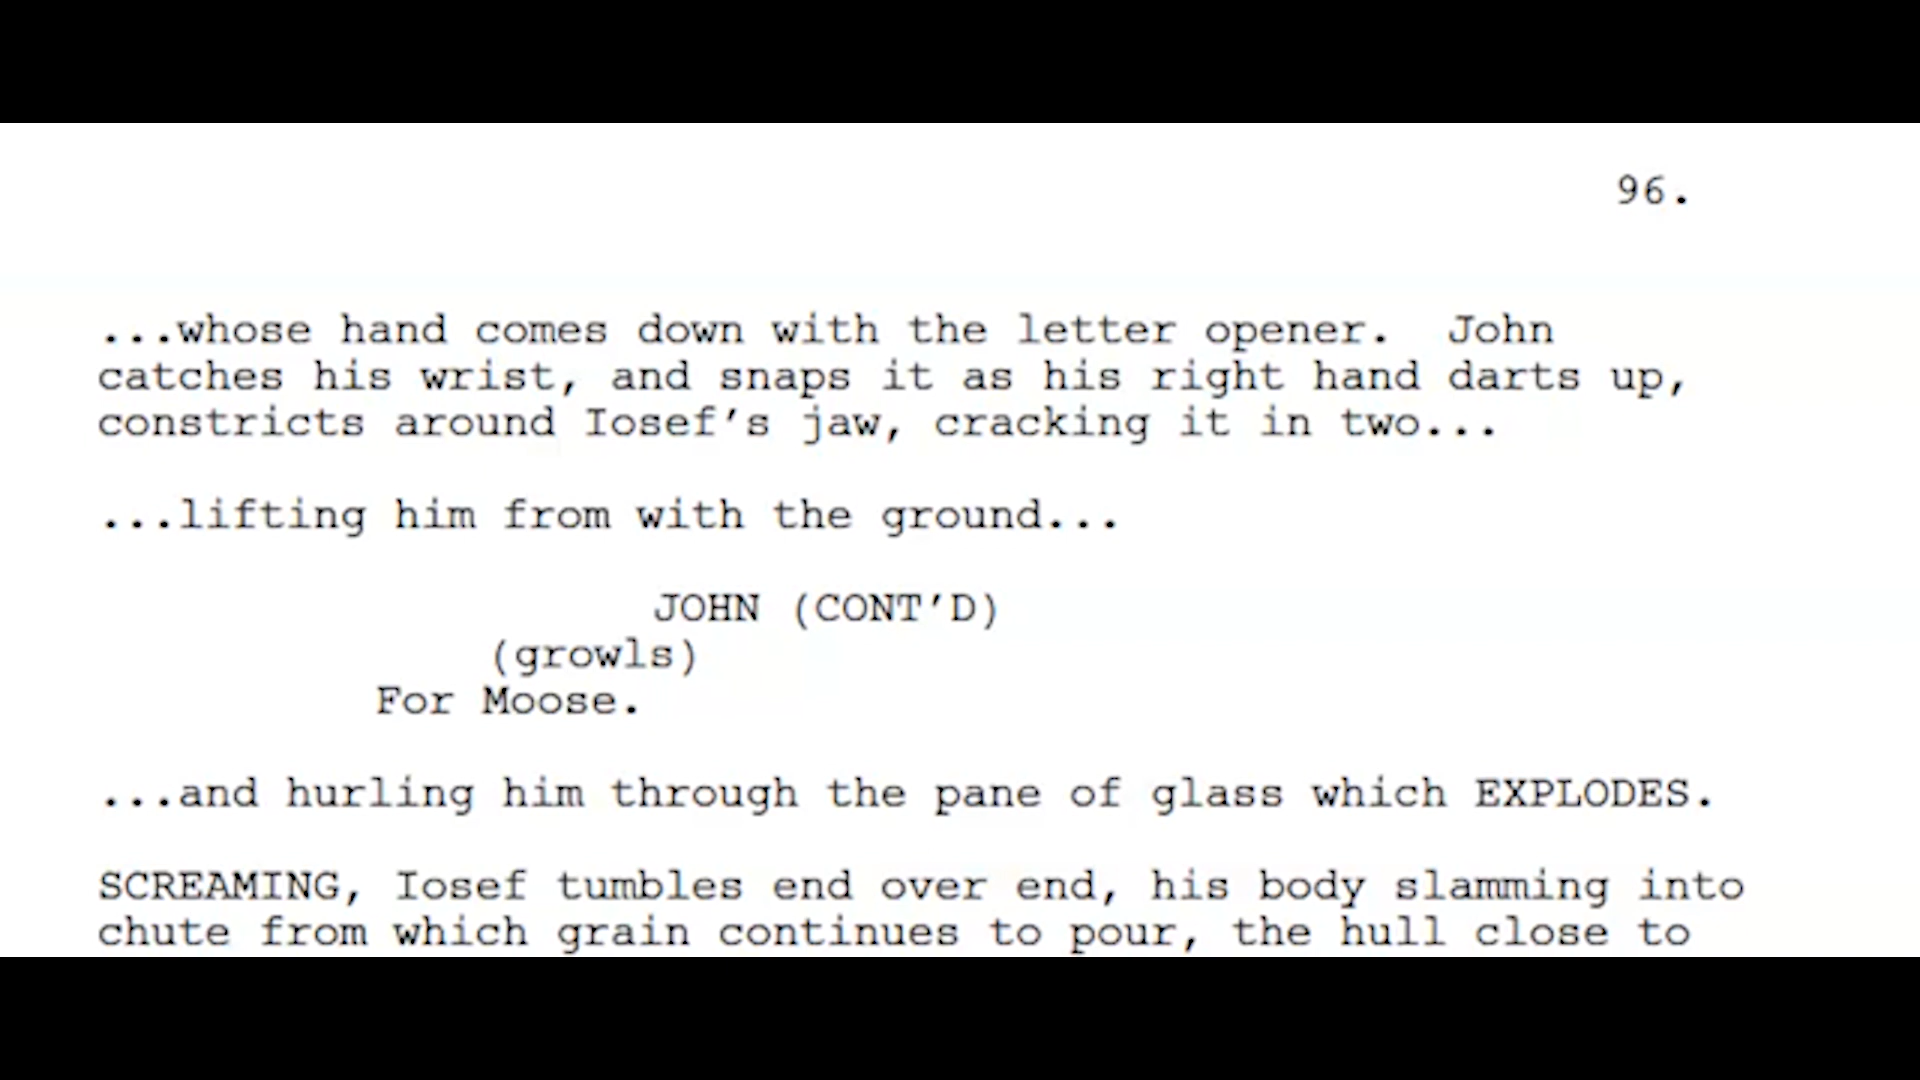 96.
...whose hand comes down with the letter opener.  John
catches his wrist, and snaps it as his right hand darts up,
constricts around Iosef's jaw, cracking it in two...
...lifting him from with the ground...
JOHN (CONT'D)
(growls)
For Moose.
...and hurling him through the pane of glass which EXPLODES.
SCREAMING, Iosef tumbles end over end, his body slamming into
chute from which grain continues to pour, the hull close to